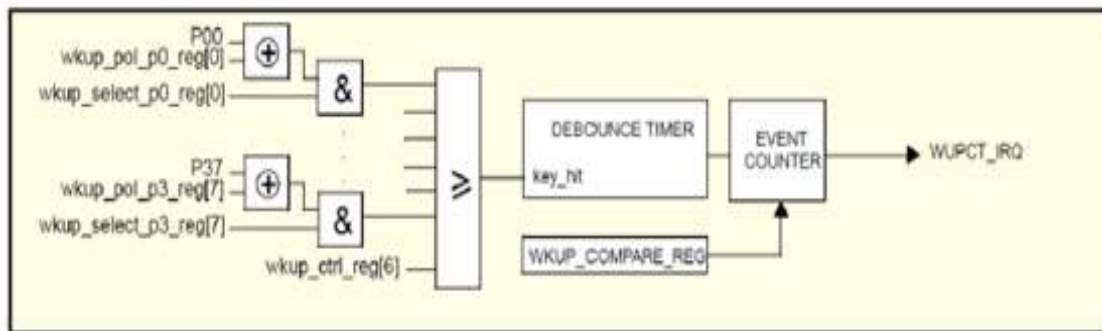 P00
wkup_pol_p0_reg[0]
wkup_select_p0_reg[0]
&
P37
wkup_pol_p3_reg[7]
wkup_select_p3_reg[7]
&
wkup_ctrl_reg[6]
≥
DEBOUNCE TIMER
key_hit
EVENT
COUNTER
WUPCT_IRQ
WKUP_COMPARE_REG